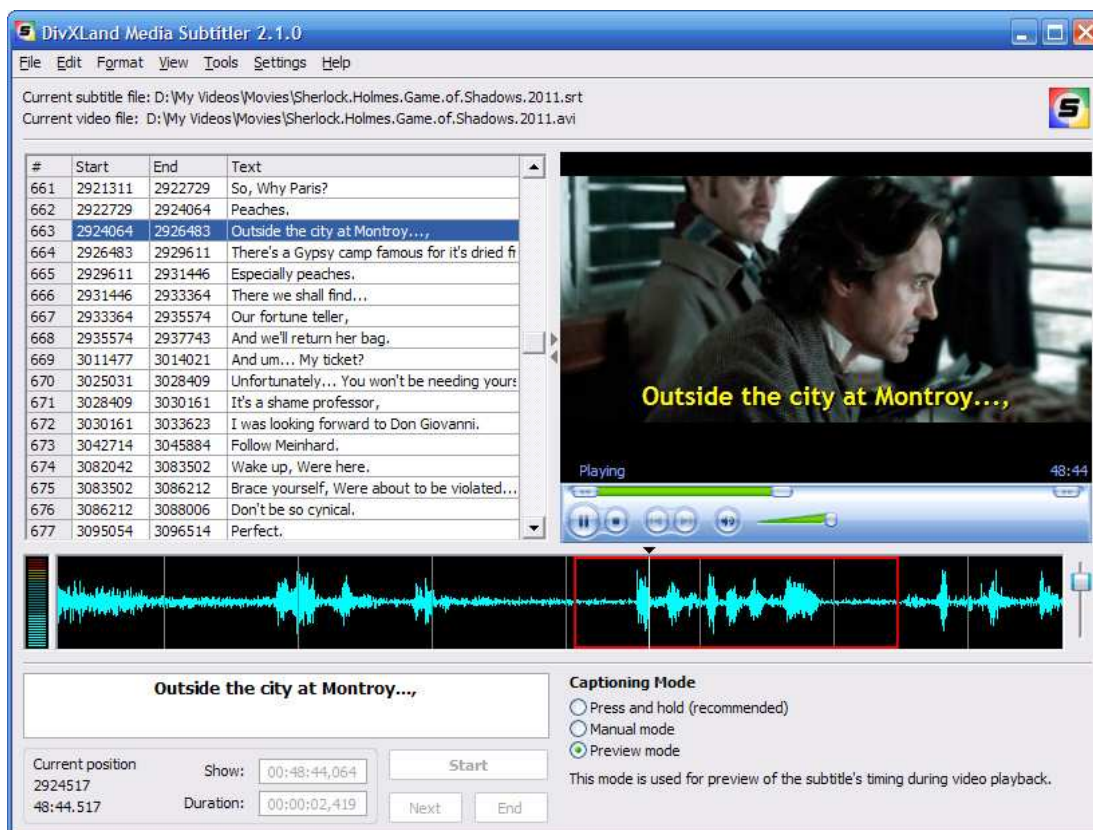 S DivXLand Media Subtitler 2.1.0
File Edit Format View Tools Settings Help
Current subtitle file: D:\My Videos\Movies\Sherlock.Holmes.Game.of.Shadows.2011.srt
Current video file: D:\My Videos\Movies\Sherlock.Holmes.Game.of.Shadows.2011.avi
S
# Start End Text
661 2921311 2922729 So, Why Paris?
662 2922729 2924064 Peaches.
663 2924064 2926483 Outside the city at Montroy...,
664 2926483 2929611 There's a Gypsy camp famous for it's dried fr
665 2929611 2931446 Especially peaches.
666 2931446 2933364 There we shall find...
667 2933364 2935574 Our fortune teller,
668 2935574 2937743 And we'll return her bag.
669 3011477 3014021 And um... My ticket?
670 3025031 3028409 Unfortunately... You won't be needing yours
671 3028409 3030161 It's a shame professor,
672 3030161 3033623 I was looking forward to Don Giovanni.
673 3042714 3045884 Follow Meinhard.
674 3082042 3083502 Wake up, Were here.
675 3083502 3086212 Brace yourself, Were about to be violated...
676 3086212 3088006 Don't be so cynical.
677 3095054 3096514 Perfect.
Outside the city at Montroy...,
Playing 48:44
Outside the city at Montroy...,
Current position
2924517
48:44.517
Show: 00:48:44,064
Duration: 00:00:02,419
Start
Next End
Captioning Mode
Press and hold (recommended)
Manual mode
Preview mode
This mode is used for preview of the subtitle's timing during video playback.